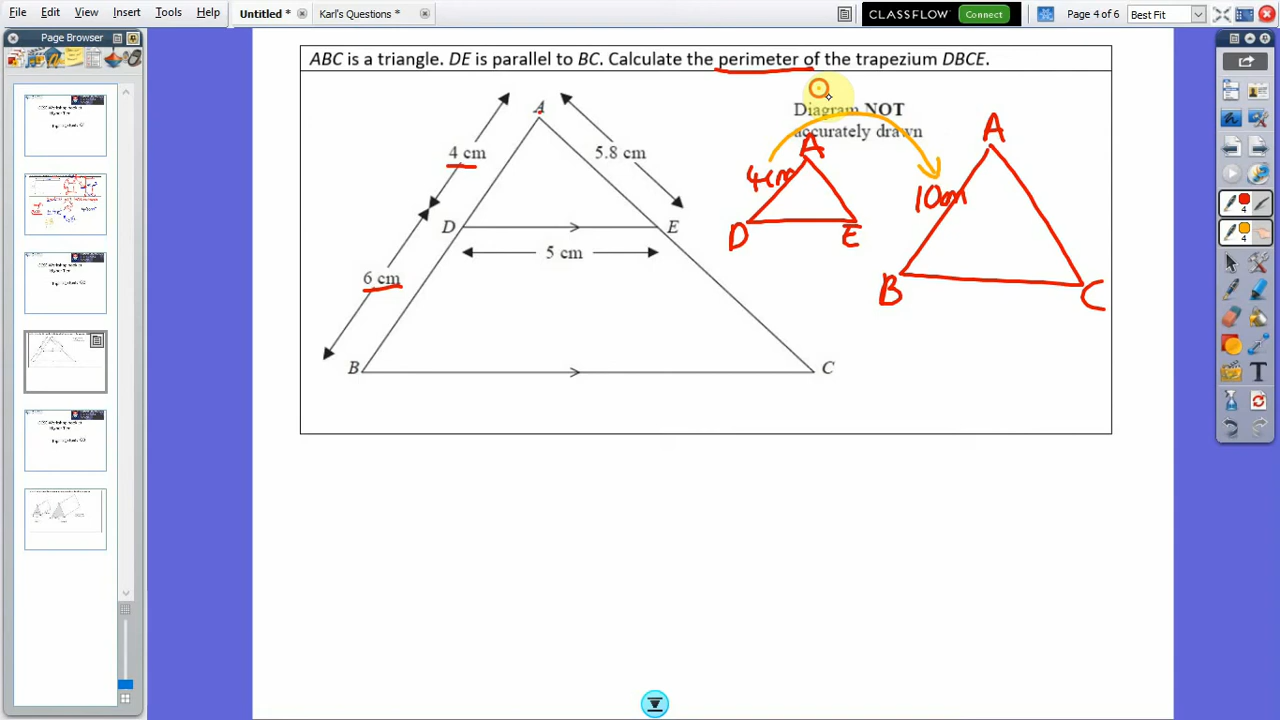 File Edit View Insert Tools Help
Untitled *
Karl's Questions *
CLASSFLOW Connect
Page 4 of 6
Best Fit
Page Browser
ABC is a triangle. DE is parallel to BC. Calculate the perimeter of the trapezium DBCE.
Diagram NOT
accurately drawn
A
4 cm
5.8 cm
D
E
5 cm
6 cm
B
C
A
4cm
D
E
A
10cm
B
C
4
4
T